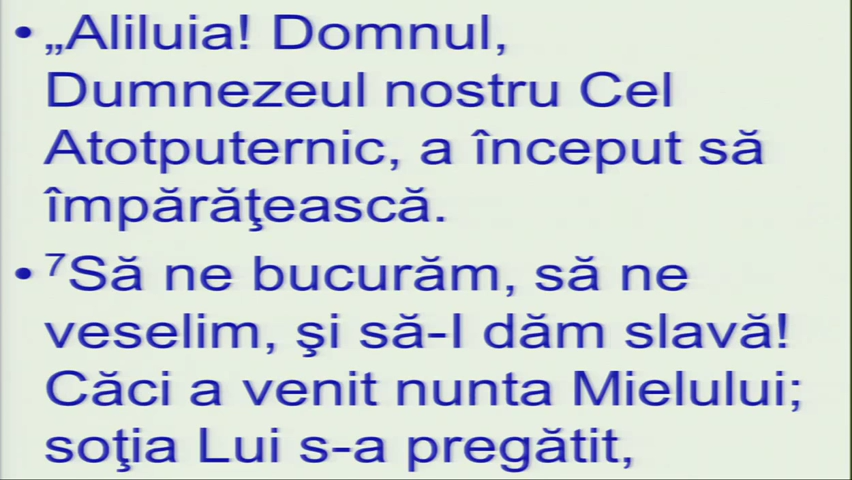 • „Aliluia! Domnul,
Dumnezeul nostru Cel
Atotputernic, a început să
împărăţească.
• ⁷Să ne bucurăm, să ne
veselim, şi să-I dăm slavă!
Căci a venit nunta Mielului;
soţia Lui s-a pregătit,